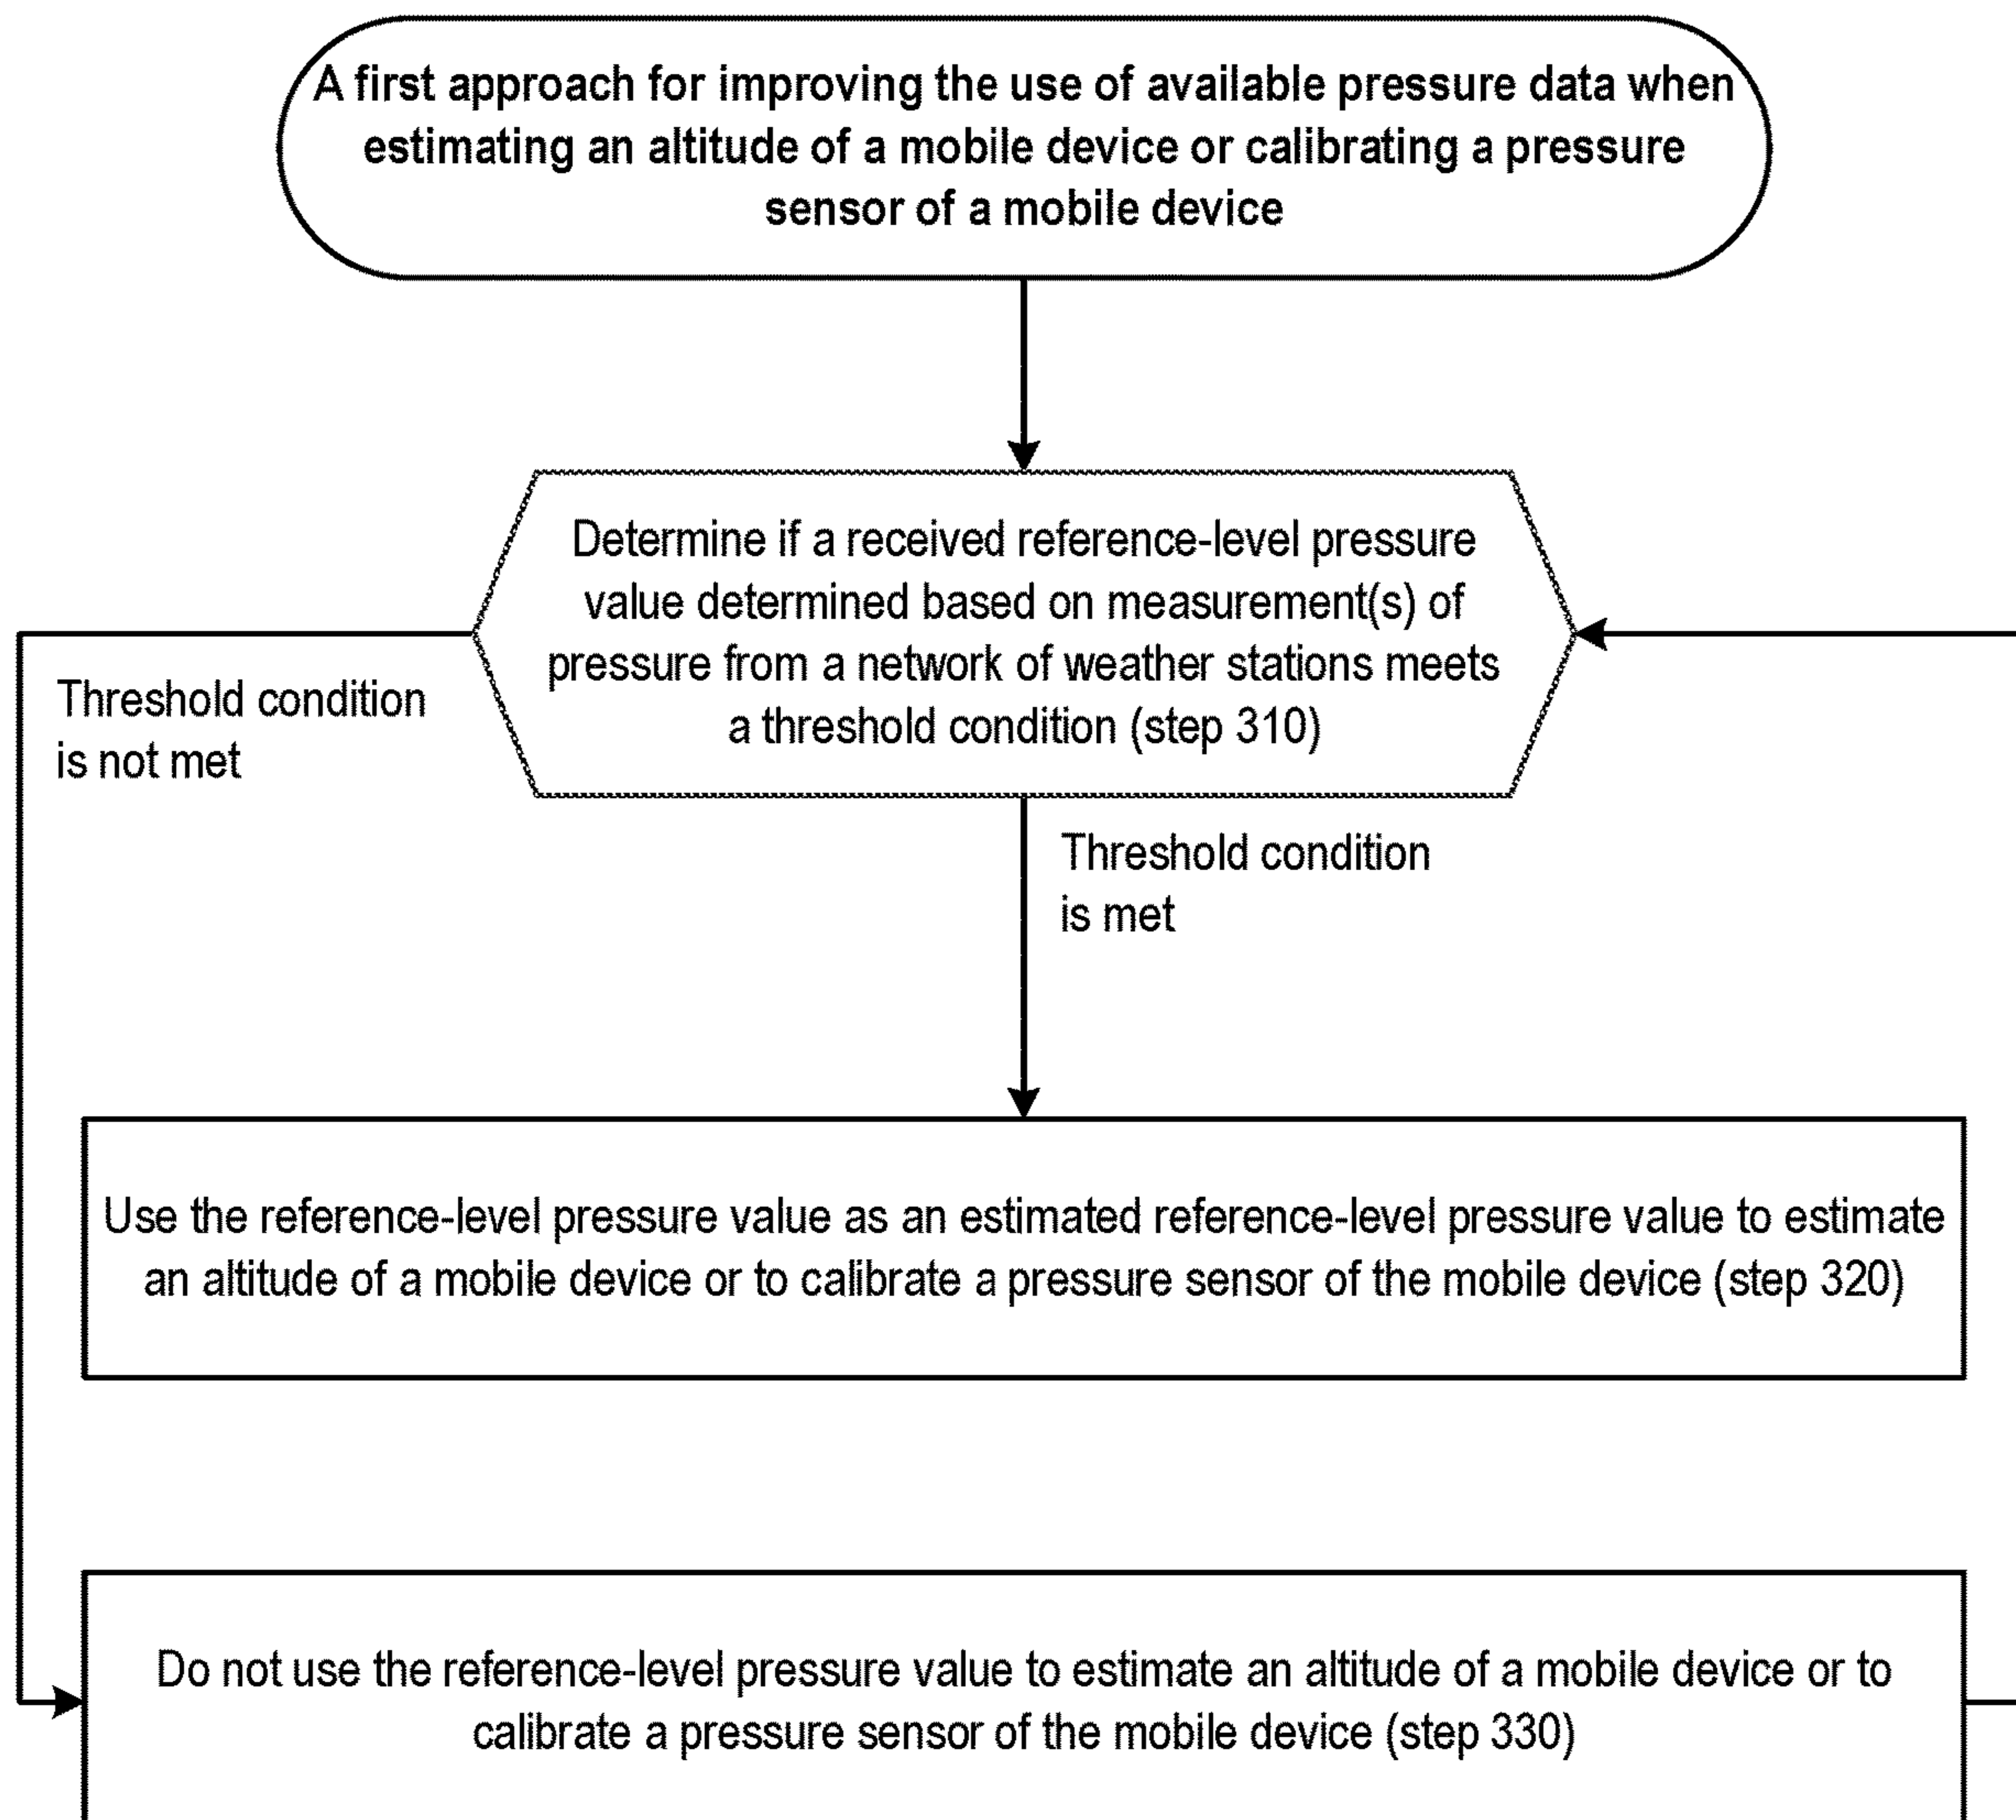 A first approach for improving the use of available pressure data when
estimating an altitude of a mobile device or calibrating a pressure
sensor of a mobile device
Determine if a received reference-level pressure
value determined based on measurement(s) of
pressure from a network of weather stations meets
a threshold condition (step 310)
Threshold condition
is not met
Threshold condition
is met
Use the reference-level pressure value as an estimated reference-level pressure value to estimate
an altitude of a mobile device or to calibrate a pressure sensor of the mobile device (step 320)
Do not use the reference-level pressure value to estimate an altitude of a mobile device or to
calibrate a pressure sensor of the mobile device (step 330)